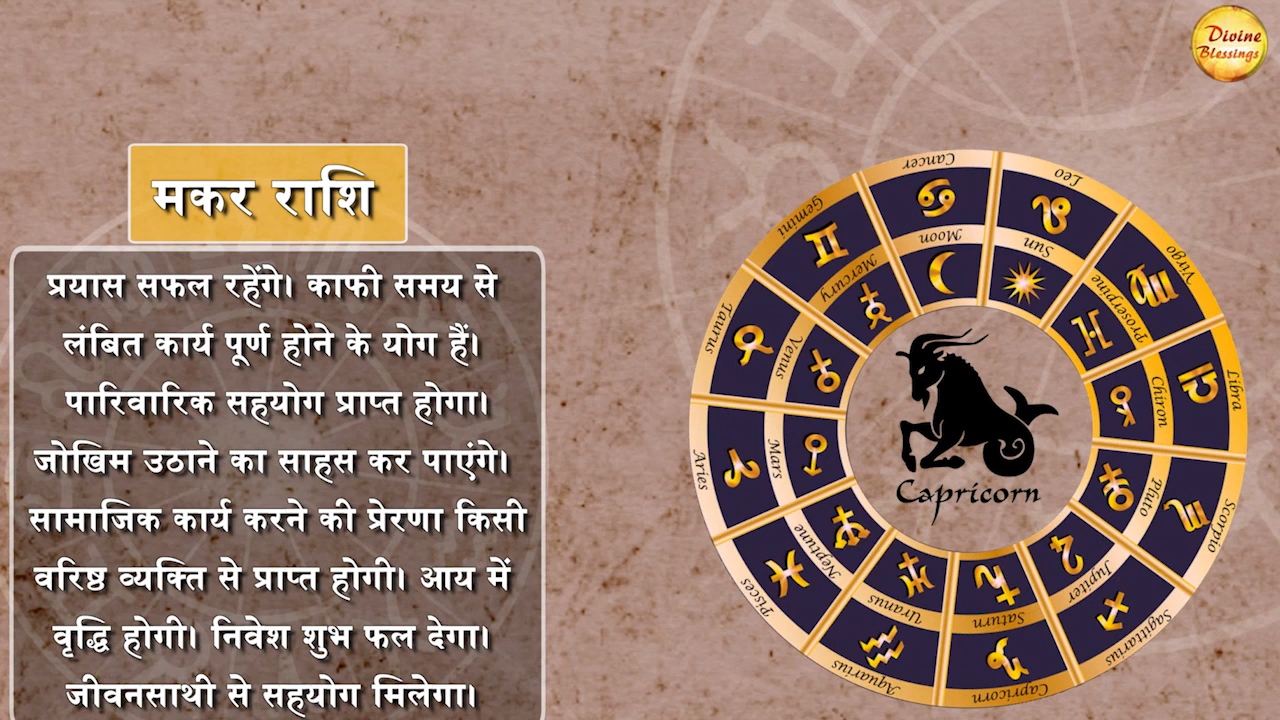 Divine
Blessings
मकर राशि
प्रयास सफल रहेंगे। काफी समय से
लंबित कार्य पूर्ण होने के योग हैं।
पारिवारिक सहयोग प्राप्त होगा।
जोखिम उठाने का साहस कर पाएंगे।
सामाजिक कार्य करने की प्रेरणा किसी
वरिष्ठ व्यक्ति से प्राप्त होगी। आय में
वृद्धि होगी। निवेश शुभ फल देगा।
जीवनसाथी से सहयोग मिलेगा।
Cancer
Leo
Virgo
Libra
Scorpio
Sagittarius
Capricorn
Aquarius
Pisces
Aries
Taurus
Gemini
Moon
Sun
Proserpine
Chiron
Pluto
Jupiter
Saturn
Uranus
Neptune
Mars
Venus
Mercury
Capricorn